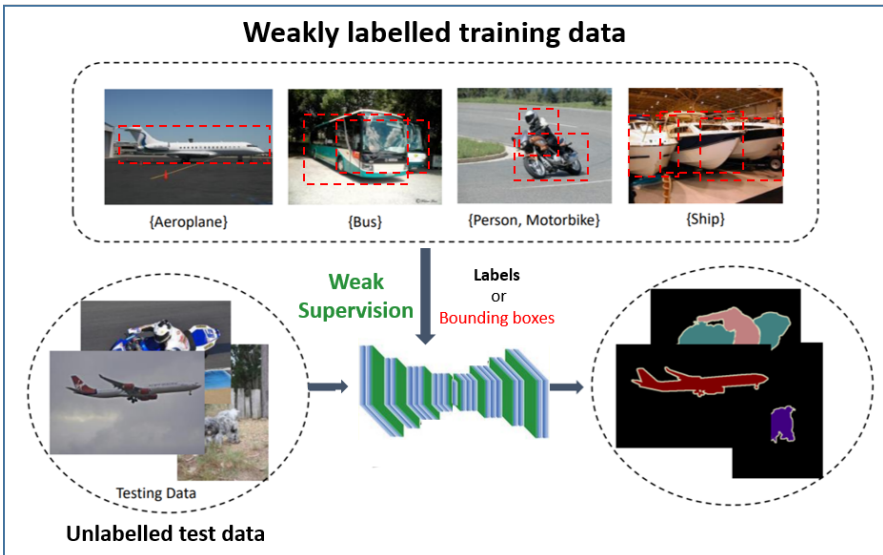 Weakly labelled training data
{Aeroplane}
{Bus}
{Person, Motorbike}
{Ship}
Weak
Supervision
Labels
or
Bounding boxes
Testing Data
Unlabelled test data